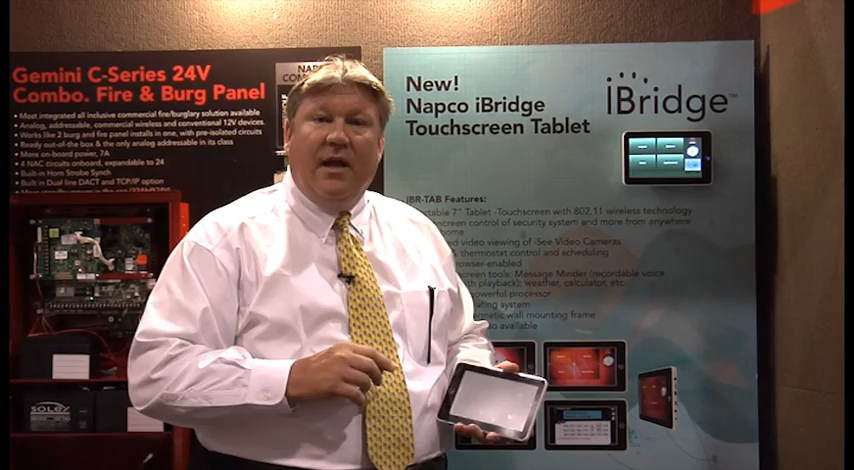 Gemini C-Series 24V
Combo. Fire & Burg Panel
• Most integrated all inclusive commercial fire/burglary solution available
• Analog, addressable, commercial wireless and conventional 12V devices.
• Works like 2 burg and fire panel installs in one, with pre-isolated circuits
• Ready out-of-the box & the only analog addressable in its class
• More on-board power, 7A
• 4 NAC circuits onboard, expandable to 24
• Built-in Horn Strobe Synch
• Built-in Dual line DACT and TCP/IP option
New!
Napco iBridge
Touchscreen Tablet
iBridge™
IBR-TAB Features:
7" Tablet -Touchscreen with 802.11 wireless technology
control of security system and more from anywhere
video viewing of iSee Video Cameras
& thermostat control and scheduling
tools: Message Minder (recordable voice
with playback); weather, calculator, etc
powerful processor
system
wall mounting frame
available
SOLEX